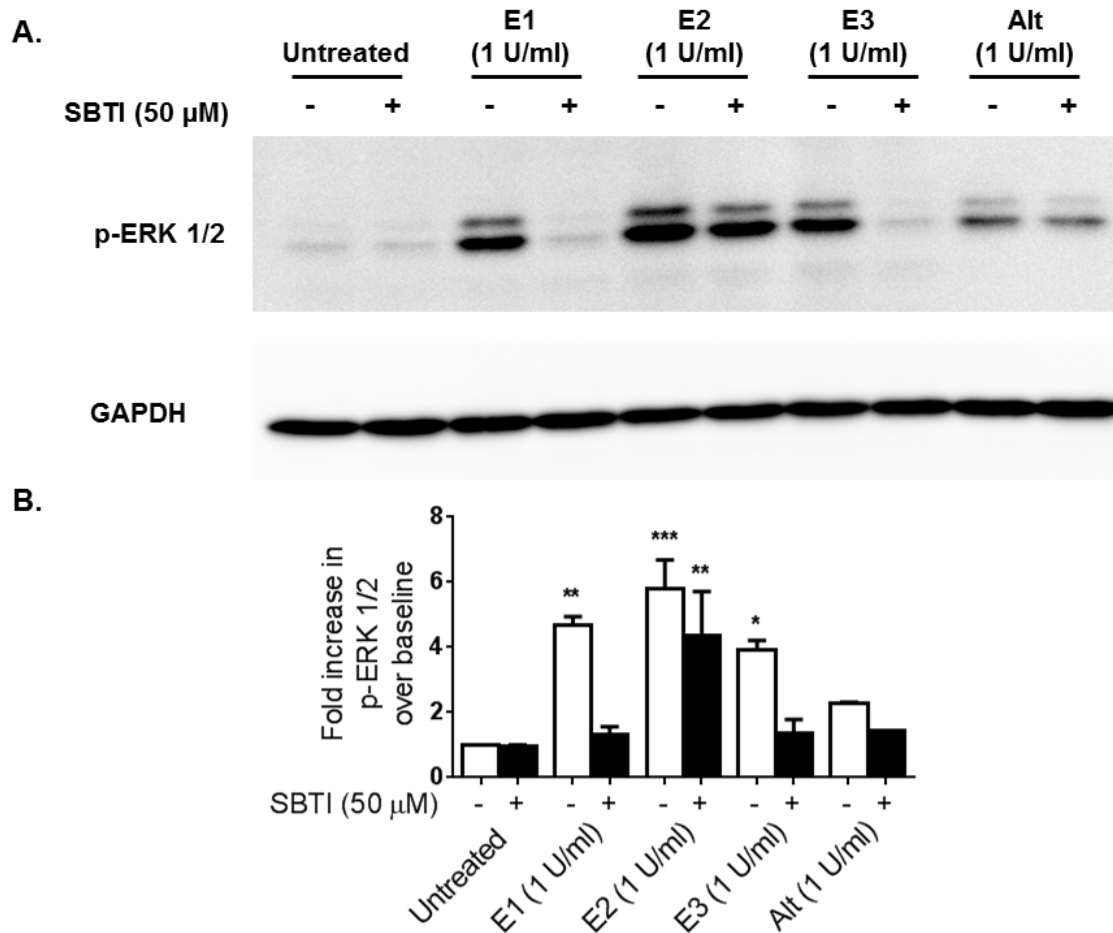 A.
E1 E2 E3 Alt
Untreated (1 U/ml) (1 U/ml) (1 U/ml) (1 U/ml)
SBTI (50 µM) - + - + - + - + - +
p-ERK 1/2
GAPDH
B.
Fold increase in
p-ERK 1/2
over baseline
8
6
4
2
0
***
**
**
*
SBTI (50 µM) - + - + - + - + - +
Untreated
E1 (1 U/ml)
E2 (1 U/ml)
E3 (1 U/ml)
Alt (1 U/ml)